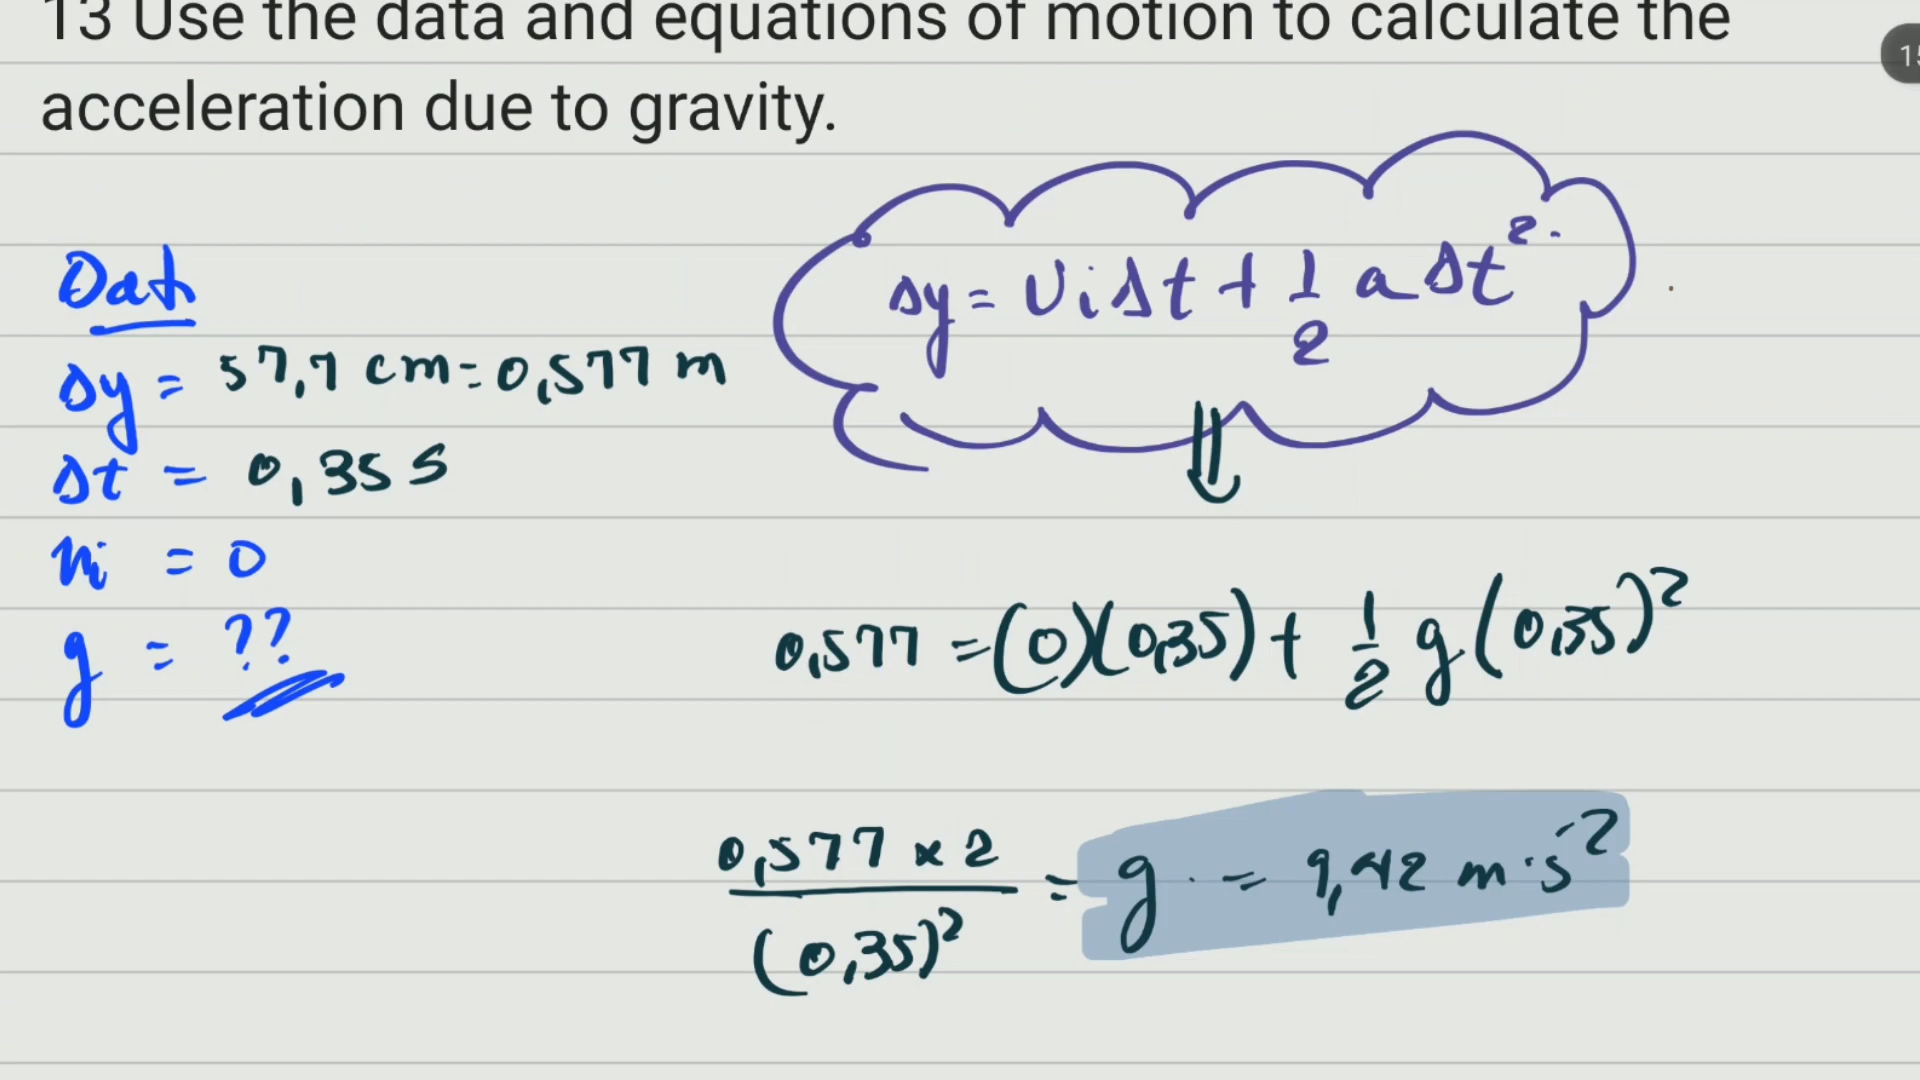 13 Use the data and equations of motion to calculate the
acceleration due to gravity.
Data
Δy = 57,7 cm = 0,577 m
Δt = 0,35 s
vi = 0
g = ??
Δy = viΔt + 1/2 aΔt².
0,577 = (0)(0,35) + 1/2 g(0,35)²
0,577 × 2 / (0,35)² = g = 9,42 m·s⁻²